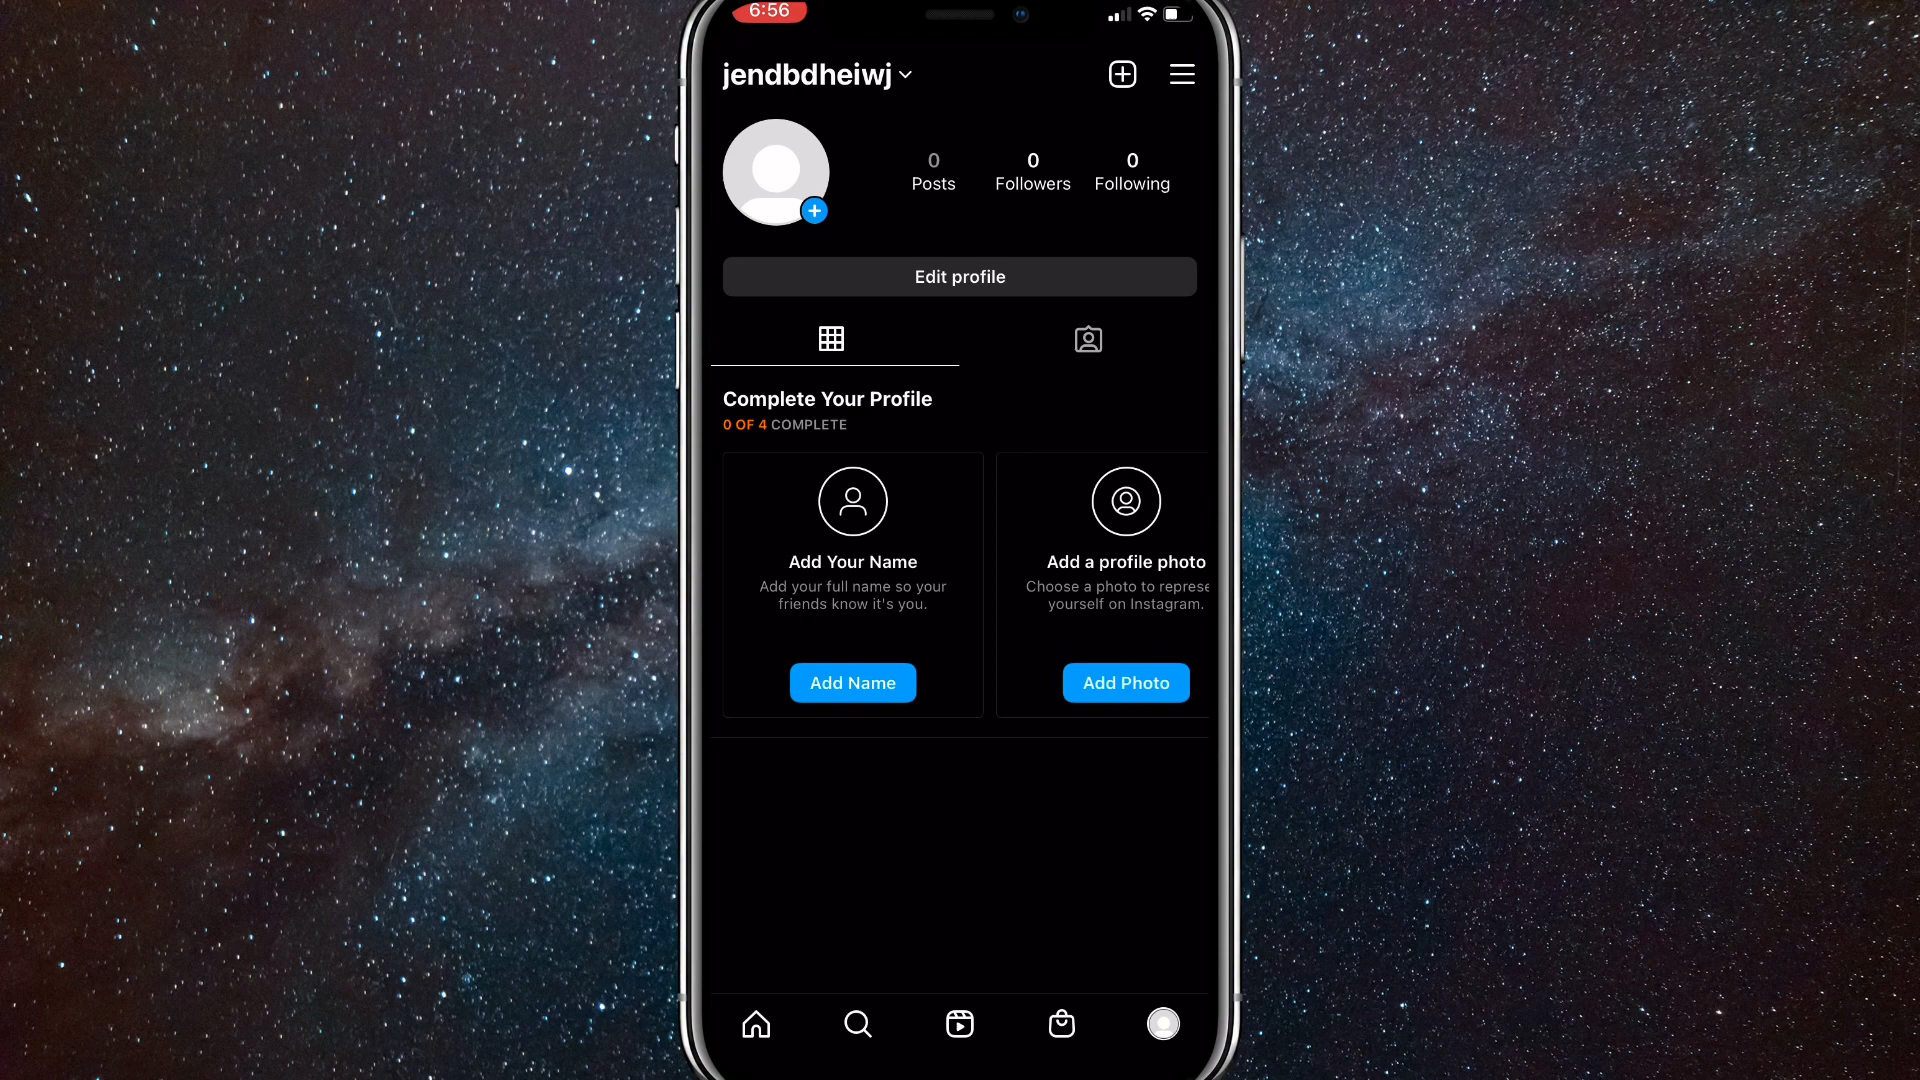 6:56
jendbdheiwj
0
Posts
0
Followers
0
Following
Edit profile
Complete Your Profile
0 OF 4 COMPLETE
Add Your Name
Add your full name so your
friends know it's you.
Add Name
Add a profile photo
Choose a photo to represe
yourself on Instagram.
Add Photo